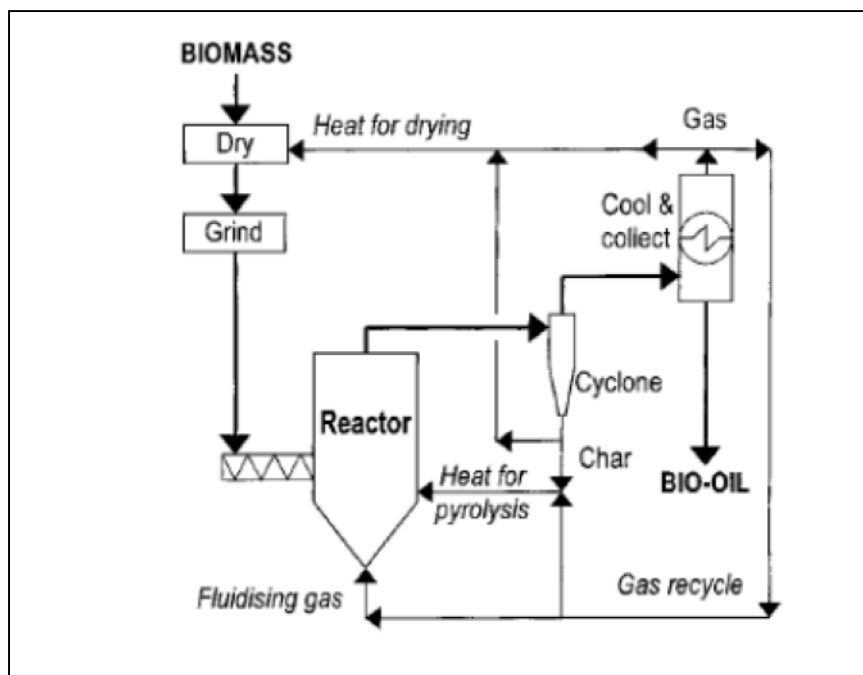 BIOMASS
Heat for drying
Gas
Dry
Cool &
collect
Grind
Cyclone
Reactor
Char
Heat for
pyrolysis
BIO-OIL
Fluidising gas
Gas recycle